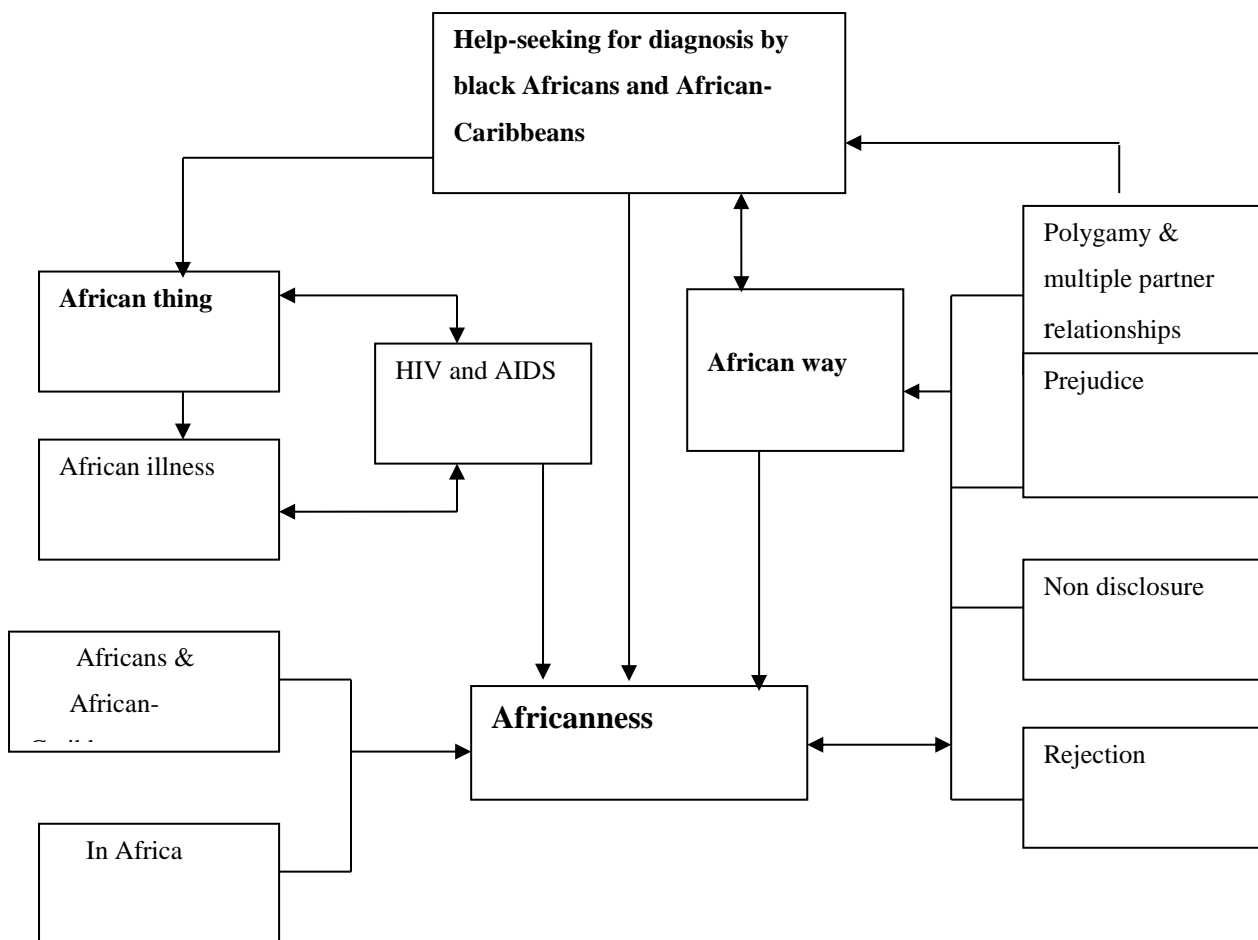 Help-seeking for diagnosis by
black Africans and African-
Caribbeans
Polygamy &
multiple partner
relationships
African thing
HIV and AIDS
African way
Prejudice
African illness
Non disclosure
Africans &
African-
Africanness
Rejection
In Africa